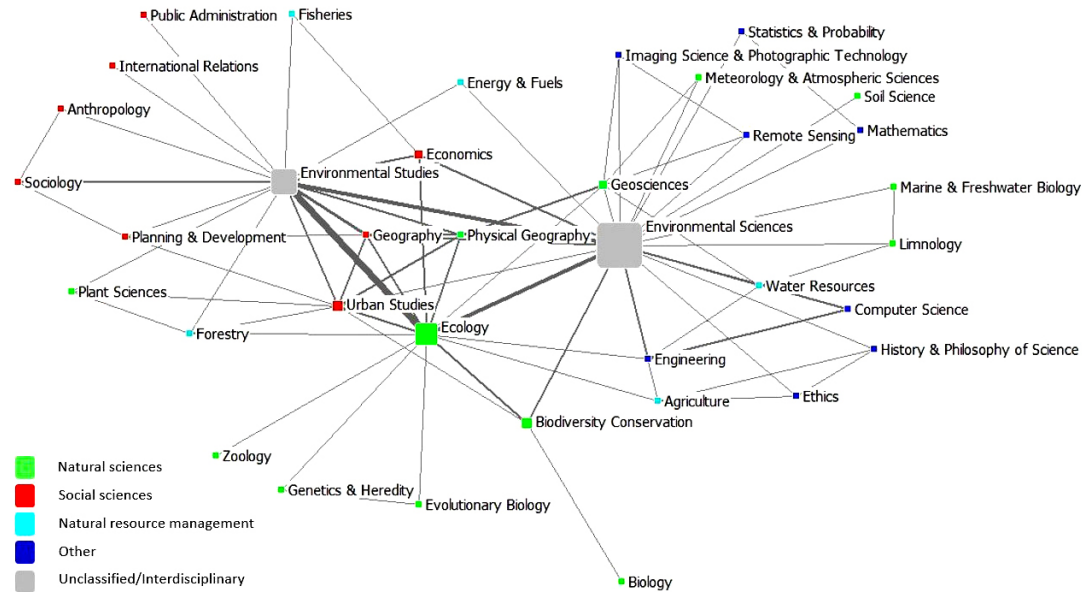 Public Administration
Fisheries
Statistics & Probability
Imaging Science & Photographic Technology
International Relations
Meteorology & Atmospheric Sciences
Energy & Fuels
Soil Science
Anthropology
Remote Sensing
Mathematics
Economics
Environmental Studies
Sociology
Geosciences
Marine & Freshwater Biology
Environmental Sciences
Planning & Development
Geography
Physical Geography
Limnology
Plant Sciences
Water Resources
Urban Studies
Computer Science
Forestry
Ecology
History & Philosophy of Science
Engineering
Agriculture
Ethics
Biodiversity Conservation
Zoology
Genetics & Heredity
Evolutionary Biology
Biology
Natural sciences
Social sciences
Natural resource management
Other
Unclassified/Interdisciplinary